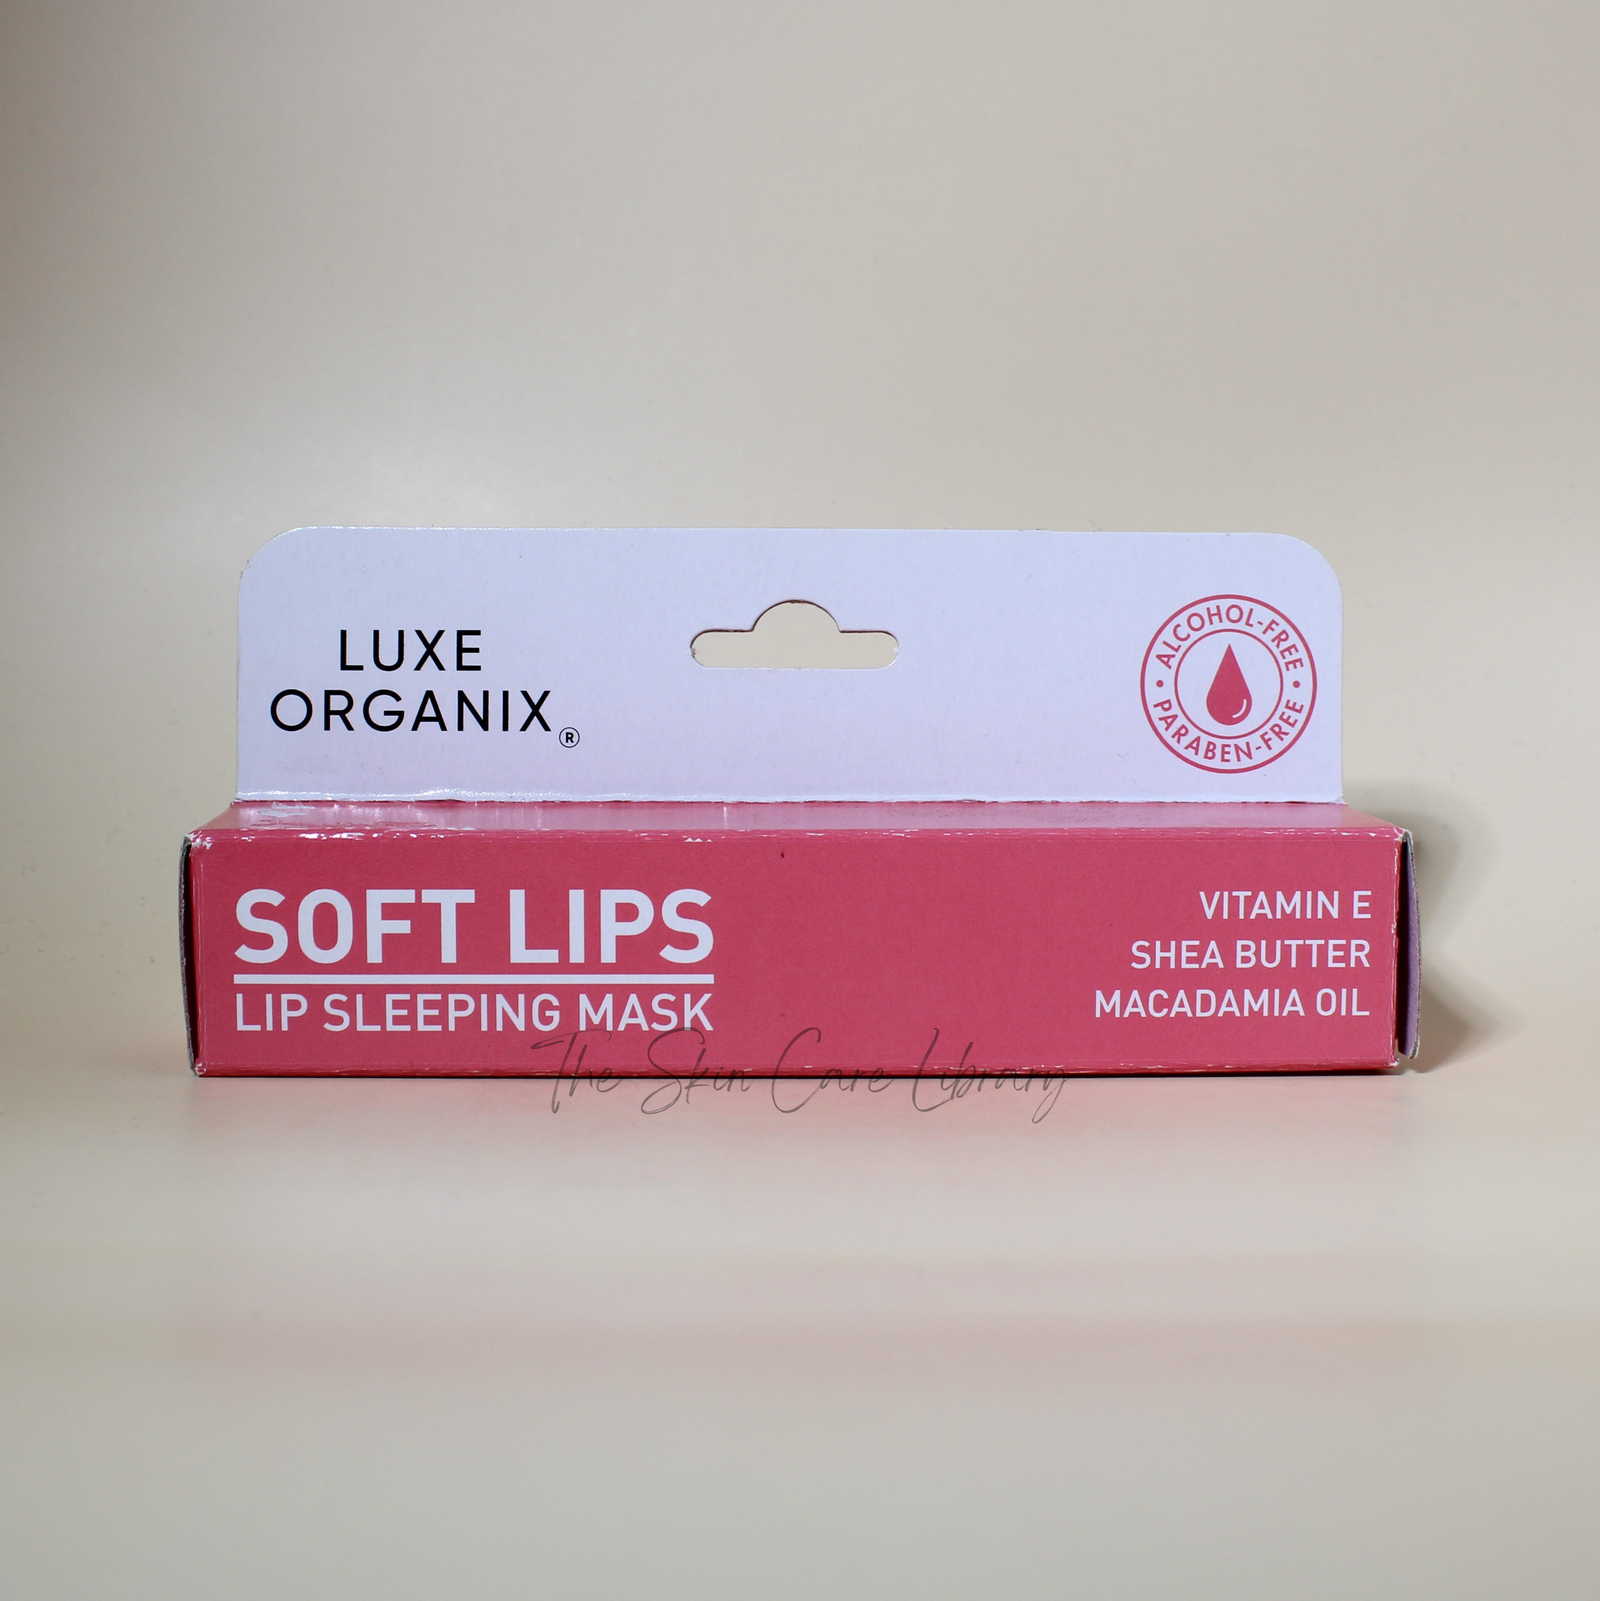 LUXE
ORGANIX®
ALCOHOL-FREE •
PARABEN-FREE •
SOFT LIPS
LIP SLEEPING MASK
VITAMIN E
SHEA BUTTER
MACADAMIA OIL
The Skin Care Library